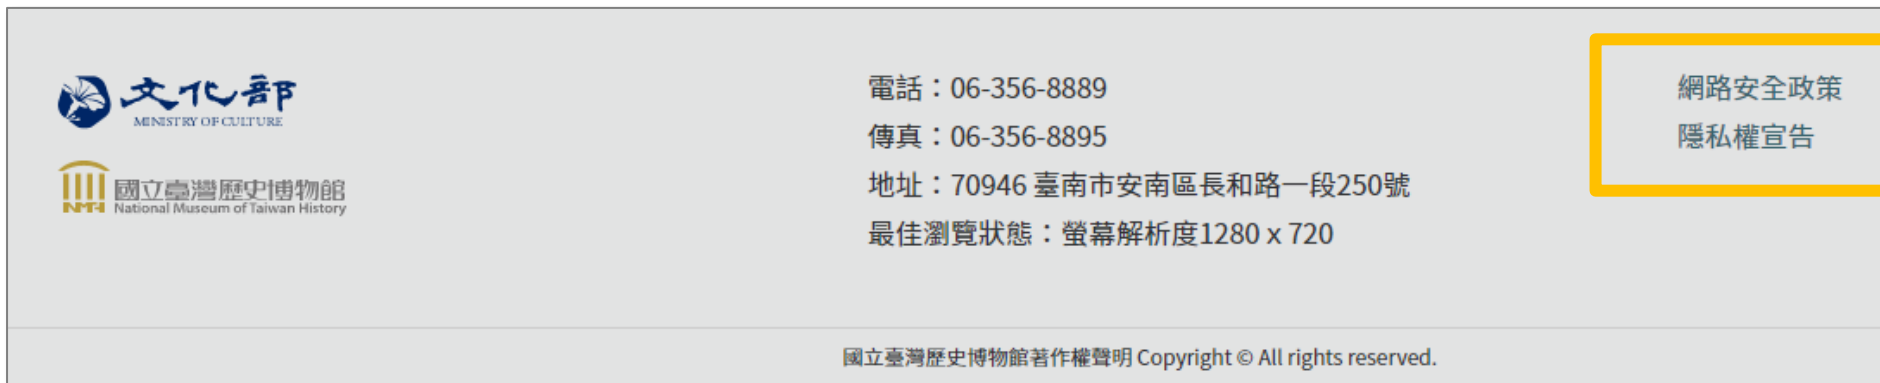 文化部
MINISTRY OF CULTURE
NMTH
國立臺灣歷史博物館
National Museum of Taiwan History
電話：06-356-8889
傳真：06-356-8895
地址：70946 臺南市安南區長和路一段250號
最佳瀏覽狀態：螢幕解析度1280 x 720
網路安全政策
隱私權宣告
國立臺灣歷史博物館著作權聲明 Copyright © All rights reserved.